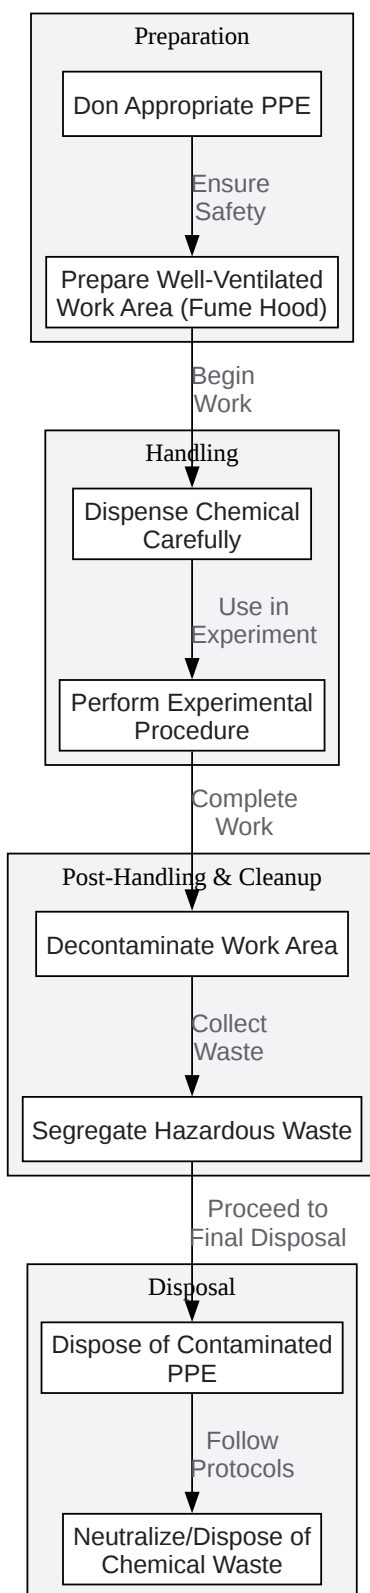 Preparation
Don Appropriate PPE
Ensure
Safety
Prepare Well-Ventilated
Work Area (Fume Hood)
Begin
Work
Handling
Dispense Chemical
Carefully
Use in
Experiment
Perform Experimental
Procedure
Complete
Work
Post-Handling & Cleanup
Decontaminate Work Area
Collect
Waste
Segregate Hazardous Waste
Proceed to
Final Disposal
Disposal
Dispose of Contaminated
PPE
Follow
Protocols
Neutralize/Dispose of
Chemical Waste